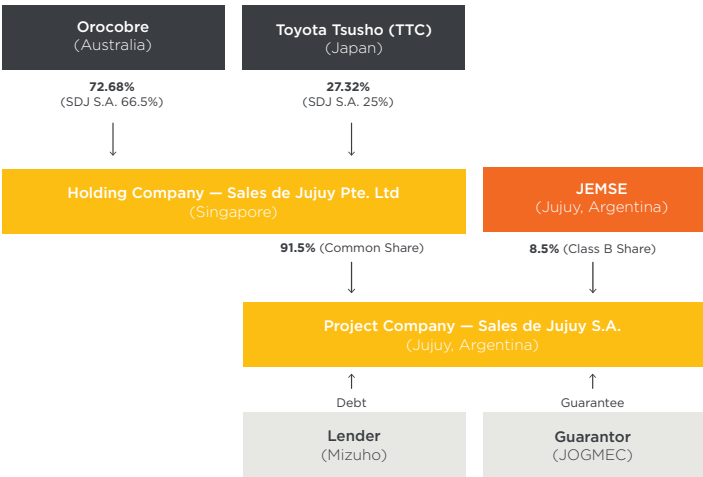 Orocobre
(Australia)
Toyota Tsusho (TTC)
(Japan)
72.68%
(SDJ S.A. 66.5%)
27.32%
(SDJ S.A. 25%)
Holding Company — Sales de Jujuy Pte. Ltd
(Singapore)
JEMSE
(Jujuy, Argentina)
91.5% (Common Share)
8.5% (Class B Share)
Project Company — Sales de Jujuy S.A.
(Jujuy, Argentina)
Debt
Guarantee
Lender
(Mizuho)
Guarantor
(JOGMEC)